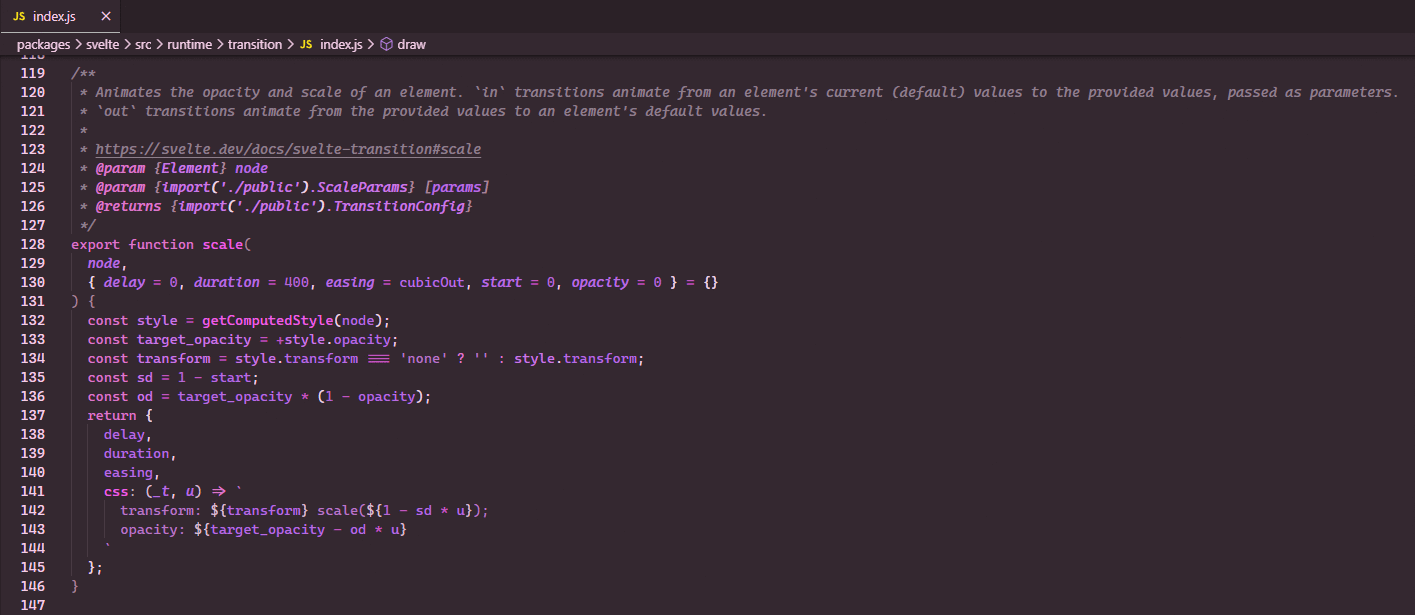 JS index.js ×
packages > svelte > src > runtime > transition > JS index.js > draw
118
119 /**
120  * Animates the opacity and scale of an element. `in` transitions animate from an element's current (default) values to the provided values, passed as parameters.
121  * `out` transitions animate from the provided values to an element's default values.
122  *
123  * https://svelte.dev/docs/svelte-transition#scale
124  * @param {Element} node
125  * @param {import('./public').ScaleParams} [params]
126  * @returns {import('./public').TransitionConfig}
127  */
128 export function scale(
129   node,
130   { delay = 0, duration = 400, easing = cubicOut, start = 0, opacity = 0 } = {}
131 ) {
132   const style = getComputedStyle(node);
133   const target_opacity = +style.opacity;
134   const transform = style.transform === 'none' ? '' : style.transform;
135   const sd = 1 - start;
136   const od = target_opacity * (1 - opacity);
137   return {
138     delay,
139     duration,
140     easing,
141     css: (_t, u) => `
142       transform: ${transform} scale(${1 - sd * u});
143       opacity: ${target_opacity - od * u}
144     `
145   };
146 }
147